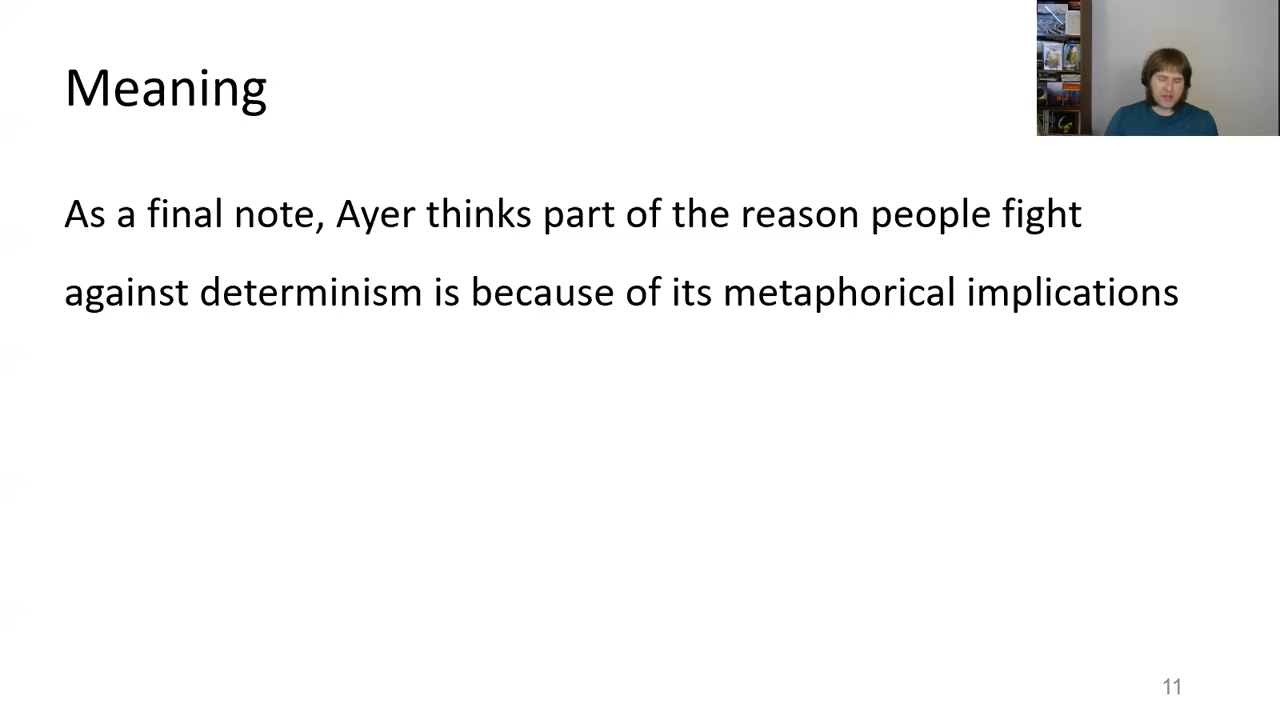 Meaning
As a final note, Ayer thinks part of the reason people fight
against determinism is because of its metaphorical implications
11